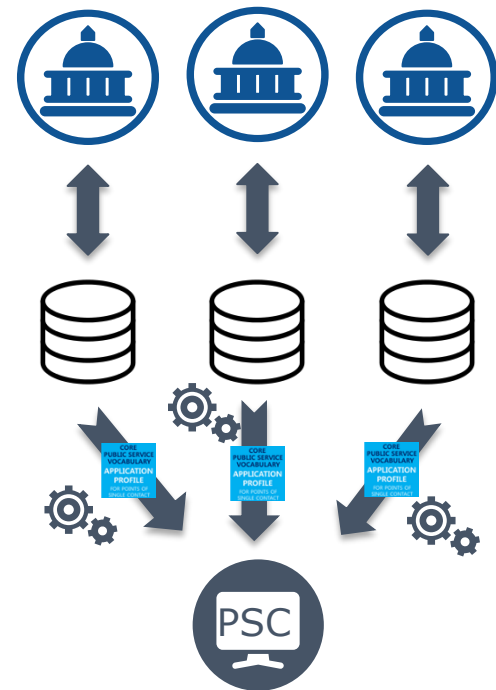 CORE
PUBLIC SERVICE
VOCABULARY
APPLICATION
PROFILE
FOR POINTS OF
SINGLE CONTACT
CORE
PUBLIC SERVICE
VOCABULARY
APPLICATION
PROFILE
FOR POINTS OF
SINGLE CONTACT
CORE
PUBLIC SERVICE
VOCABULARY
APPLICATION
PROFILE
FOR POINTS OF
SINGLE CONTACT
PSC